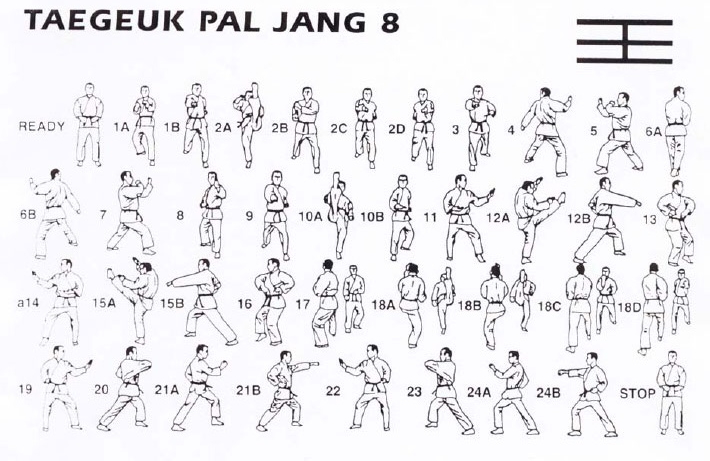 TAEGEUK PAL JANG 8
READY 1A 1B 2A 2B 2C 2D 3 4 5 6A
6B 7 8 9 10A 10B 11 12A 12B 13
a14 15A 15B 16 17 18A 18B 18C 18D
19 20 21A 21B 22 23 24A 24B STOP